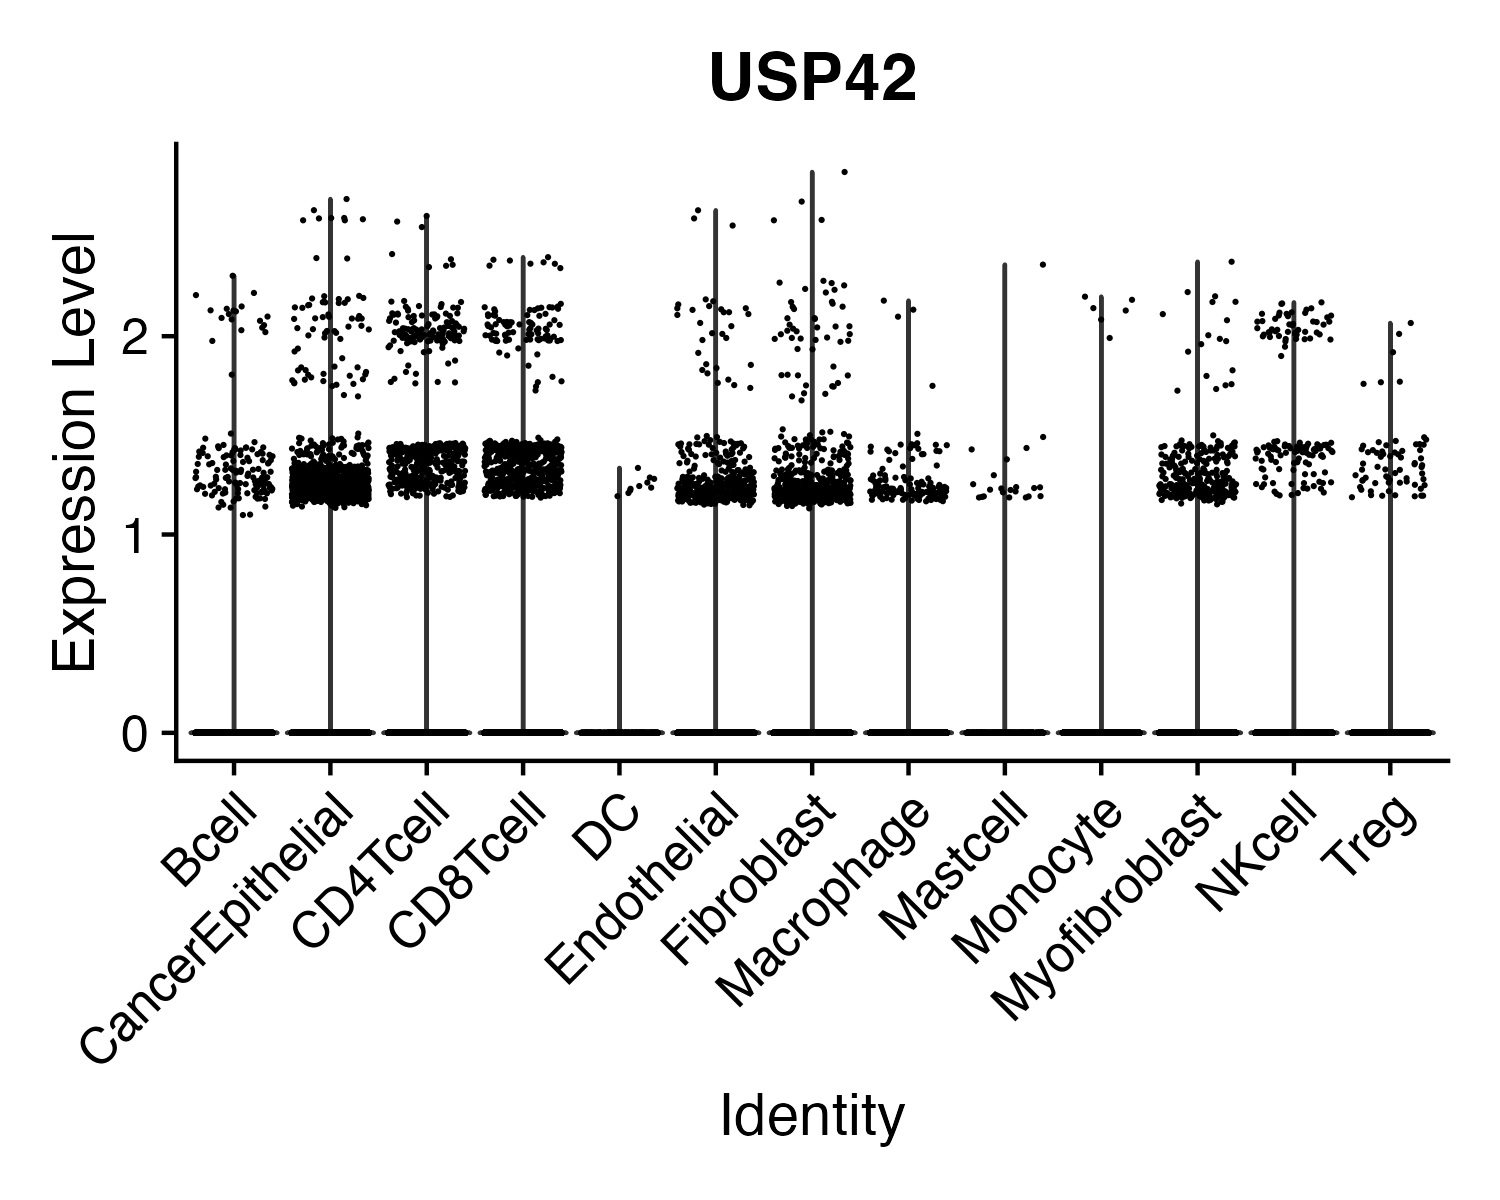 USP42
Expression Level
2
1
0
Bcell
CancerEpithelial
CD4Tcell
CD8Tcell
DC
Endothelial
Fibroblast
Macrophage
Mastcell
Monocyte
Myofibroblast
NKcell
Treg
Identity